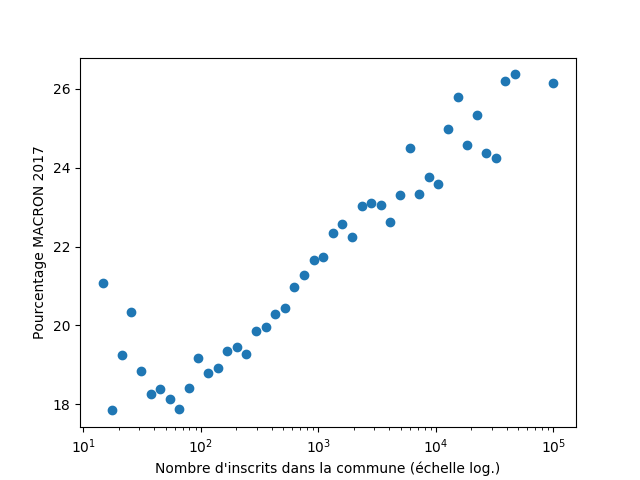 26
24
22
20
18
Pourcentage MACRON 2017
10¹ 10² 10³ 10⁴ 10⁵
Nombre d'inscrits dans la commune (échelle log.)